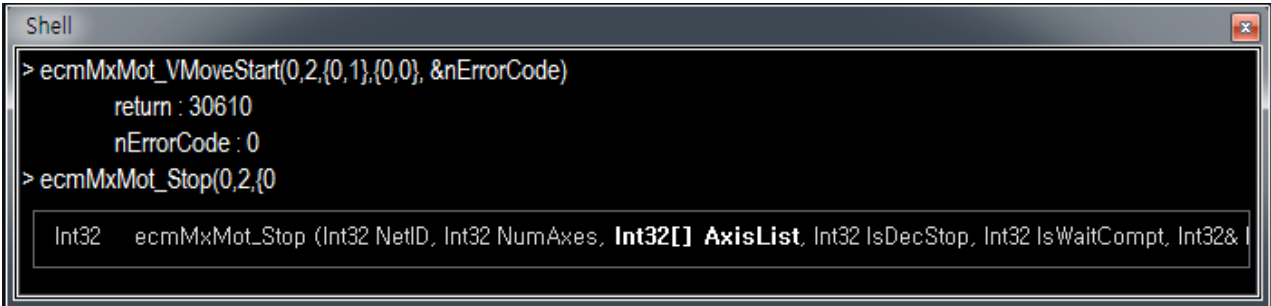 Shell
> ecmMxMot_VMoveStart(0,2,{0,1},{0,0}, &nErrorCode)
return : 30610
nErrorCode : 0
> ecmMxMot_Stop(0,2,{0
Int32 ecmMxMot_Stop (Int32 NetID, Int32 NumAxes, Int32[] AxisList, Int32 IsDecStop, Int32 IsWaitCompt, Int32&